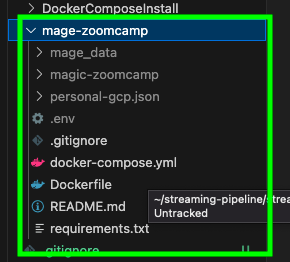 DockerComposeInstall
mage-zoomcamp
mage_data
magic-zoomcamp
personal-gcp.json
.env
.gitignore
docker-compose.yml
Dockerfile
README.md
~/streaming-pipeline/strea
Untracked
requirements.txt
.gitignore U